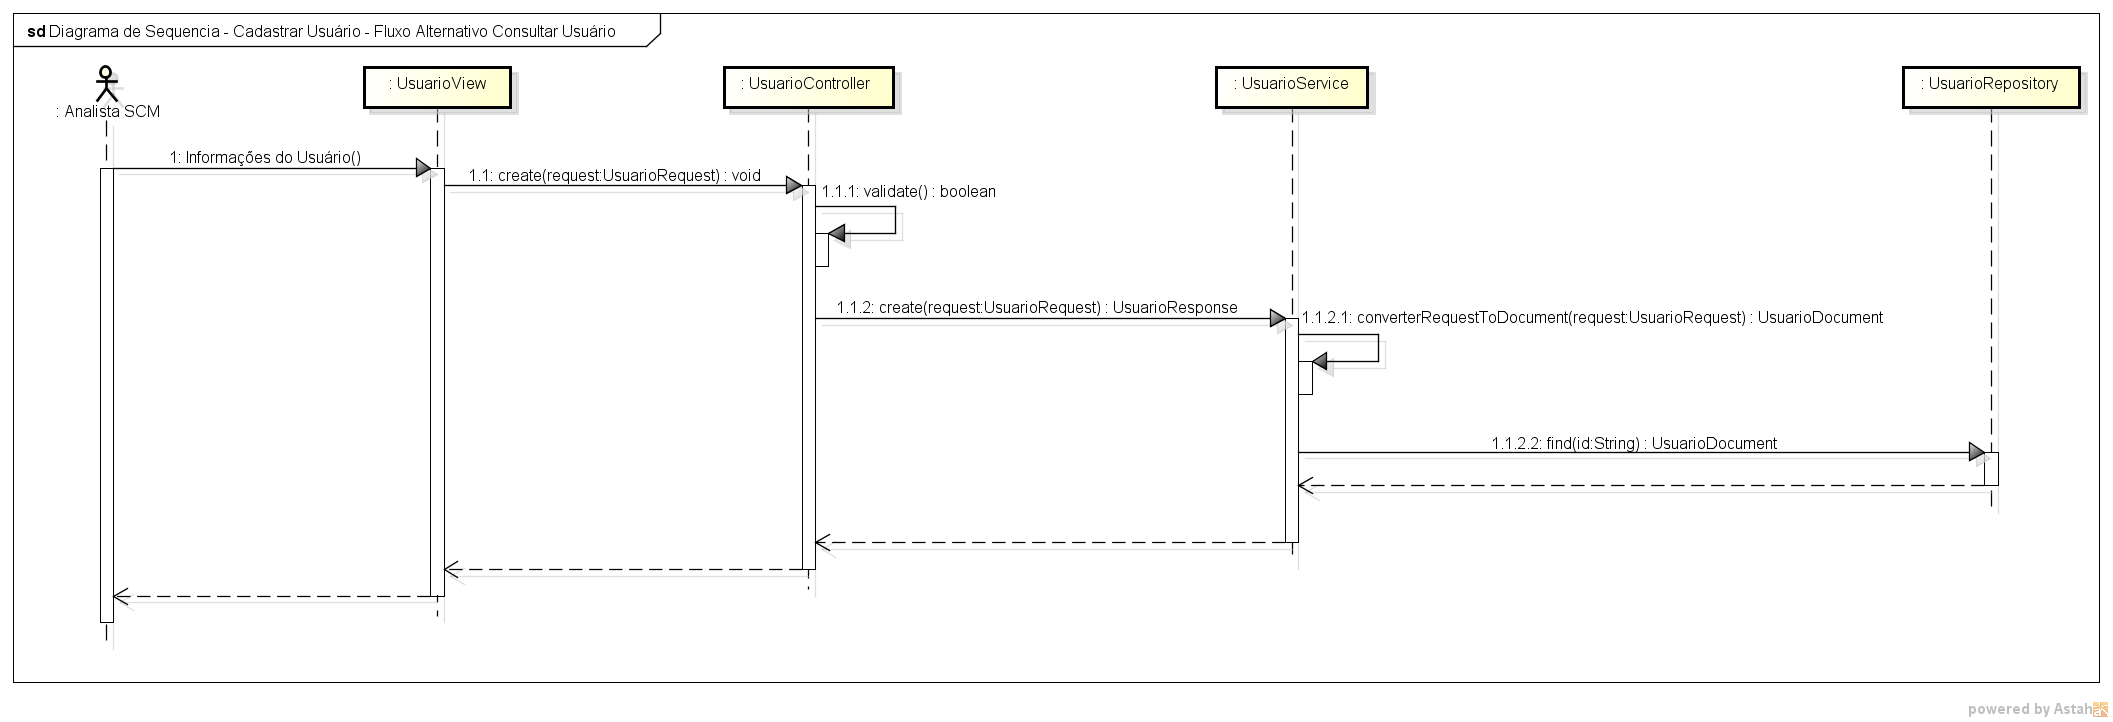 sd Diagrama de Sequencia - Cadastrar Usuário - Fluxo Alternativo Consultar Usuário
: Analista SCM
: UsuarioView
: UsuarioController
: UsuarioService
: UsuarioRepository
1: Informações do Usuário()
1.1: create(request:UsuarioRequest) : void
1.1.1: validate() : boolean
1.1.2: create(request:UsuarioRequest) : UsuarioResponse
1.1.2.1: converterRequestToDocument(request:UsuarioRequest) : UsuarioDocument
1.1.2.2: find(id:String) : UsuarioDocument
powered by Astah